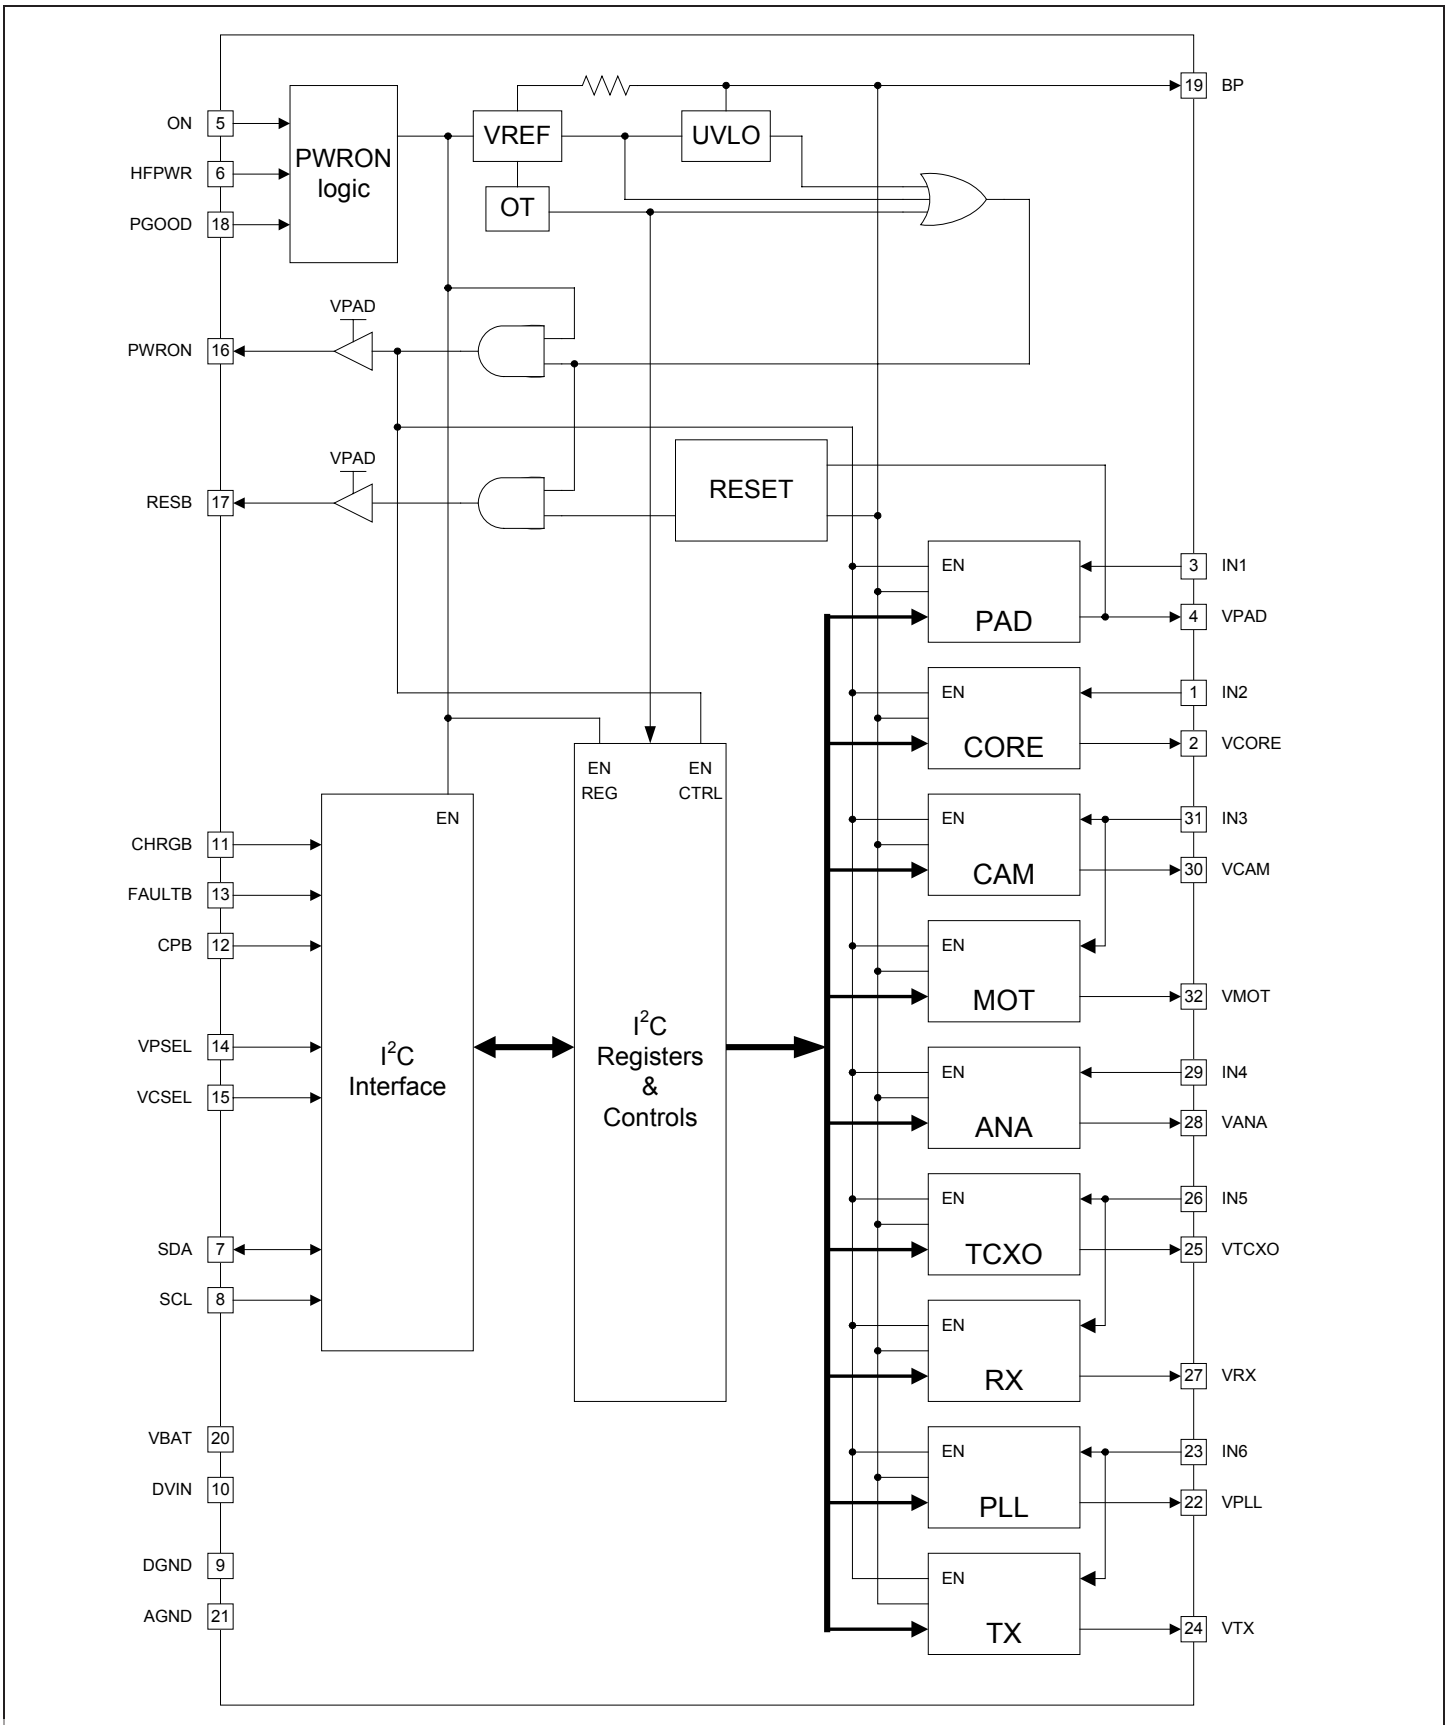 ON 5
HFPWR 6
PGOOD 18
PWRON
logic
VREF
UVLO
OT
19 BP
VPAD
PWRON 16
VPAD
RESB 17
RESET
EN
PAD
3 IN1
4 VPAD
EN
CORE
1 IN2
2 VCORE
EN
CAM
31 IN3
30 VCAM
EN
MOT
32 VMOT
EN
ANA
29 IN4
28 VANA
EN
TCXO
26 IN5
25 VTCXO
EN
RX
27 VRX
EN
PLL
23 IN6
22 VPLL
EN
TX
24 VTX
EN
REG
EN
CTRL
I²C
Registers
&
Controls
EN
I²C
Interface
CHRGB 11
FAULTB 13
CPB 12
VPSEL 14
VCSEL 15
SDA 7
SCL 8
VBAT 20
DVIN 10
DGND 9
AGND 21